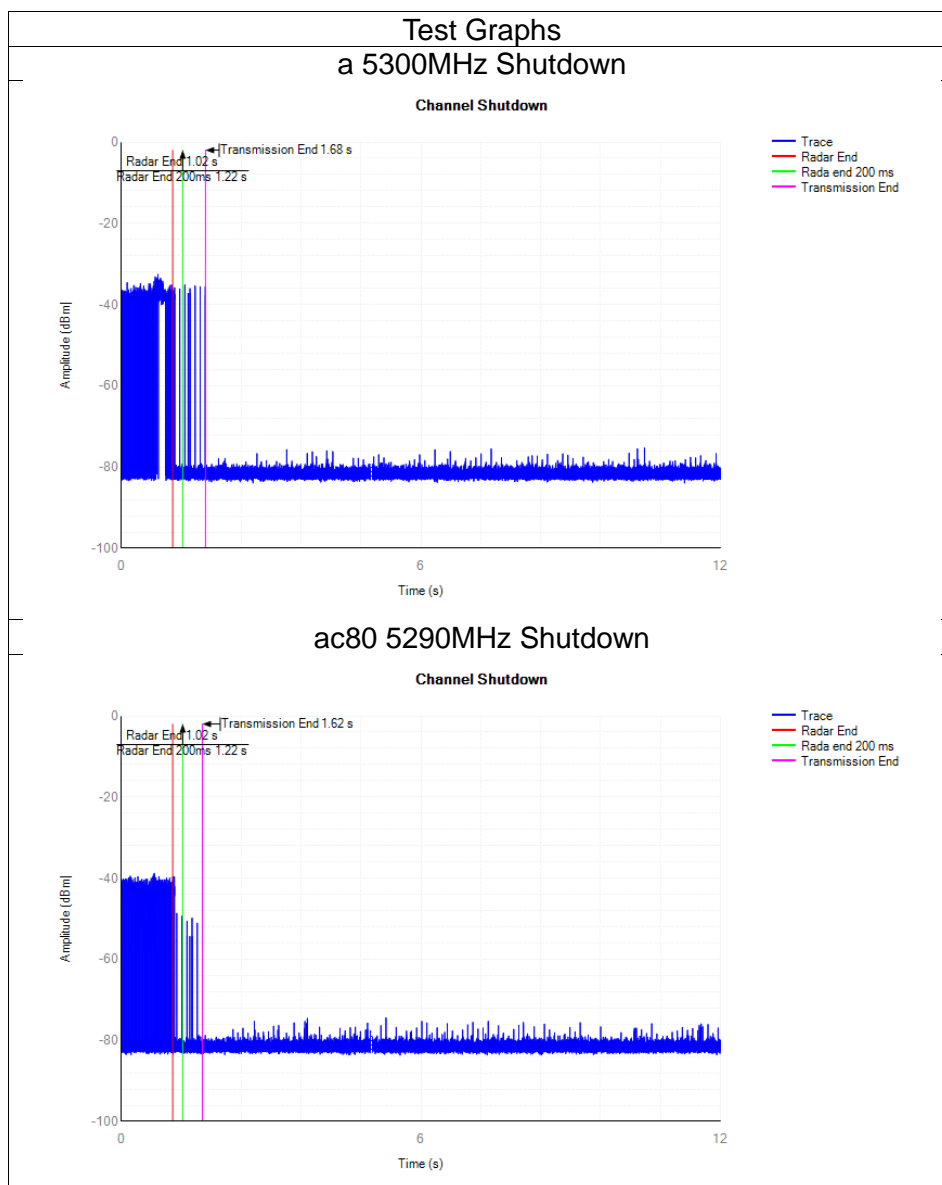 Test Graphs
a 5300MHz Shutdown
Channel Shutdown
Transmission End 1.68 s
Radar End 1.02 s
Radar End 200ms 1.22 s
Trace
Radar End
Rada end 200 ms
Transmission End
0
-20
-40
-60
-80
-100
Amplitude (dBm)
0
6
12
Time (s)
ac80 5290MHz Shutdown
Channel Shutdown
Transmission End 1.62 s
Radar End 1.02 s
Radar End 200ms 1.22 s
Trace
Radar End
Rada end 200 ms
Transmission End
0
-20
-40
-60
-80
-100
Amplitude (dBm)
0
6
12
Time (s)